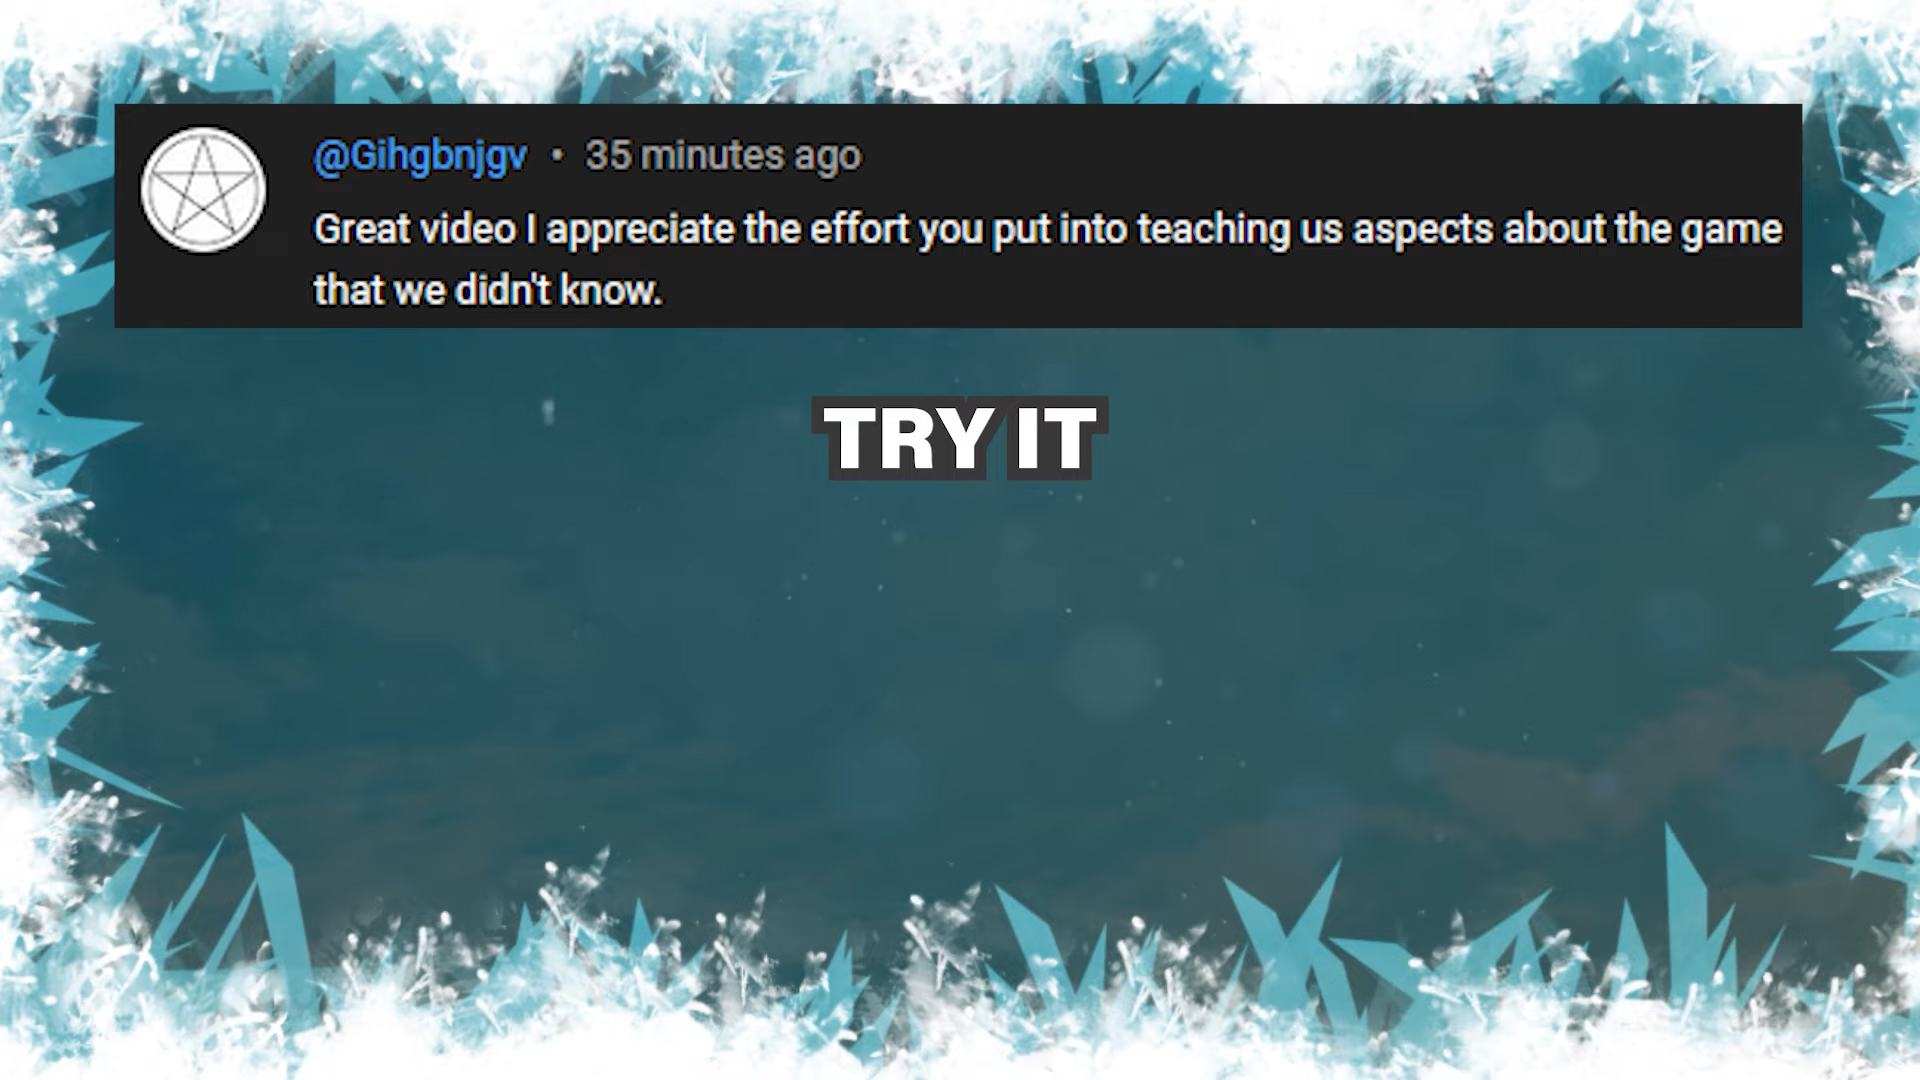 @Gihgbnjgv • 35 minutes ago
Great video I appreciate the effort you put into teaching us aspects about the game
that we didn't know.
TRY IT